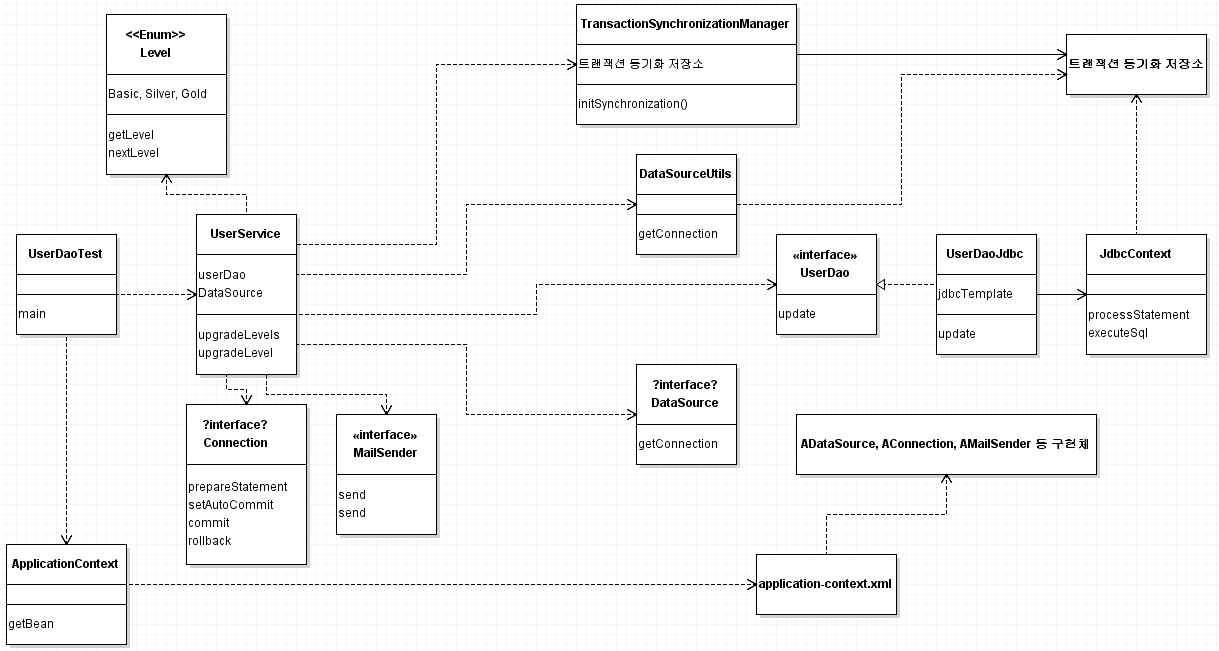 <<Enum>>
Level
Basic, Silver, Gold
getLevel
nextLevel
TransactionSynchronizationManager
트랜잭션 동기화 저장소
initSynchronization()
트랜잭션 동기화 저장소
DataSourceUtils
getConnection
UserDaoTest
main
UserService
userDao
DataSource
upgradeLevels
upgradeLevel
«interface»
UserDao
update
UserDaoJdbc
jdbcTemplate
update
JdbcContext
processStatement
executeSql
?interface?
DataSource
getConnection
?interface?
Connection
prepareStatement
setAutoCommit
commit
rollback
«interface»
MailSender
send
send
ADataSource, AConnection, AMailSender 등 구현체
ApplicationContext
getBean
application-context.xml